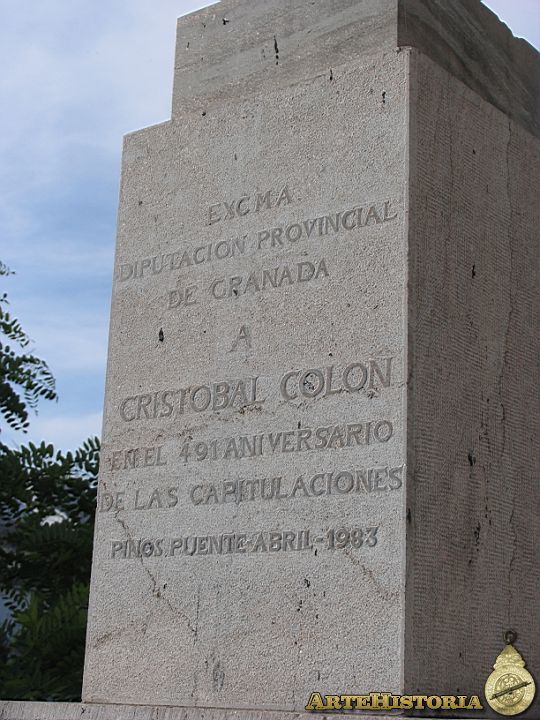 EXCMA
DIPUTACION PROVINCIAL
DE GRANADA
A
CRISTOBAL COLON
EN EL 491 ANIVERSARIO
DE LAS CAPITULACIONES
PINOS PUENTE-ABRIL-1983
ARTEHISTORIA